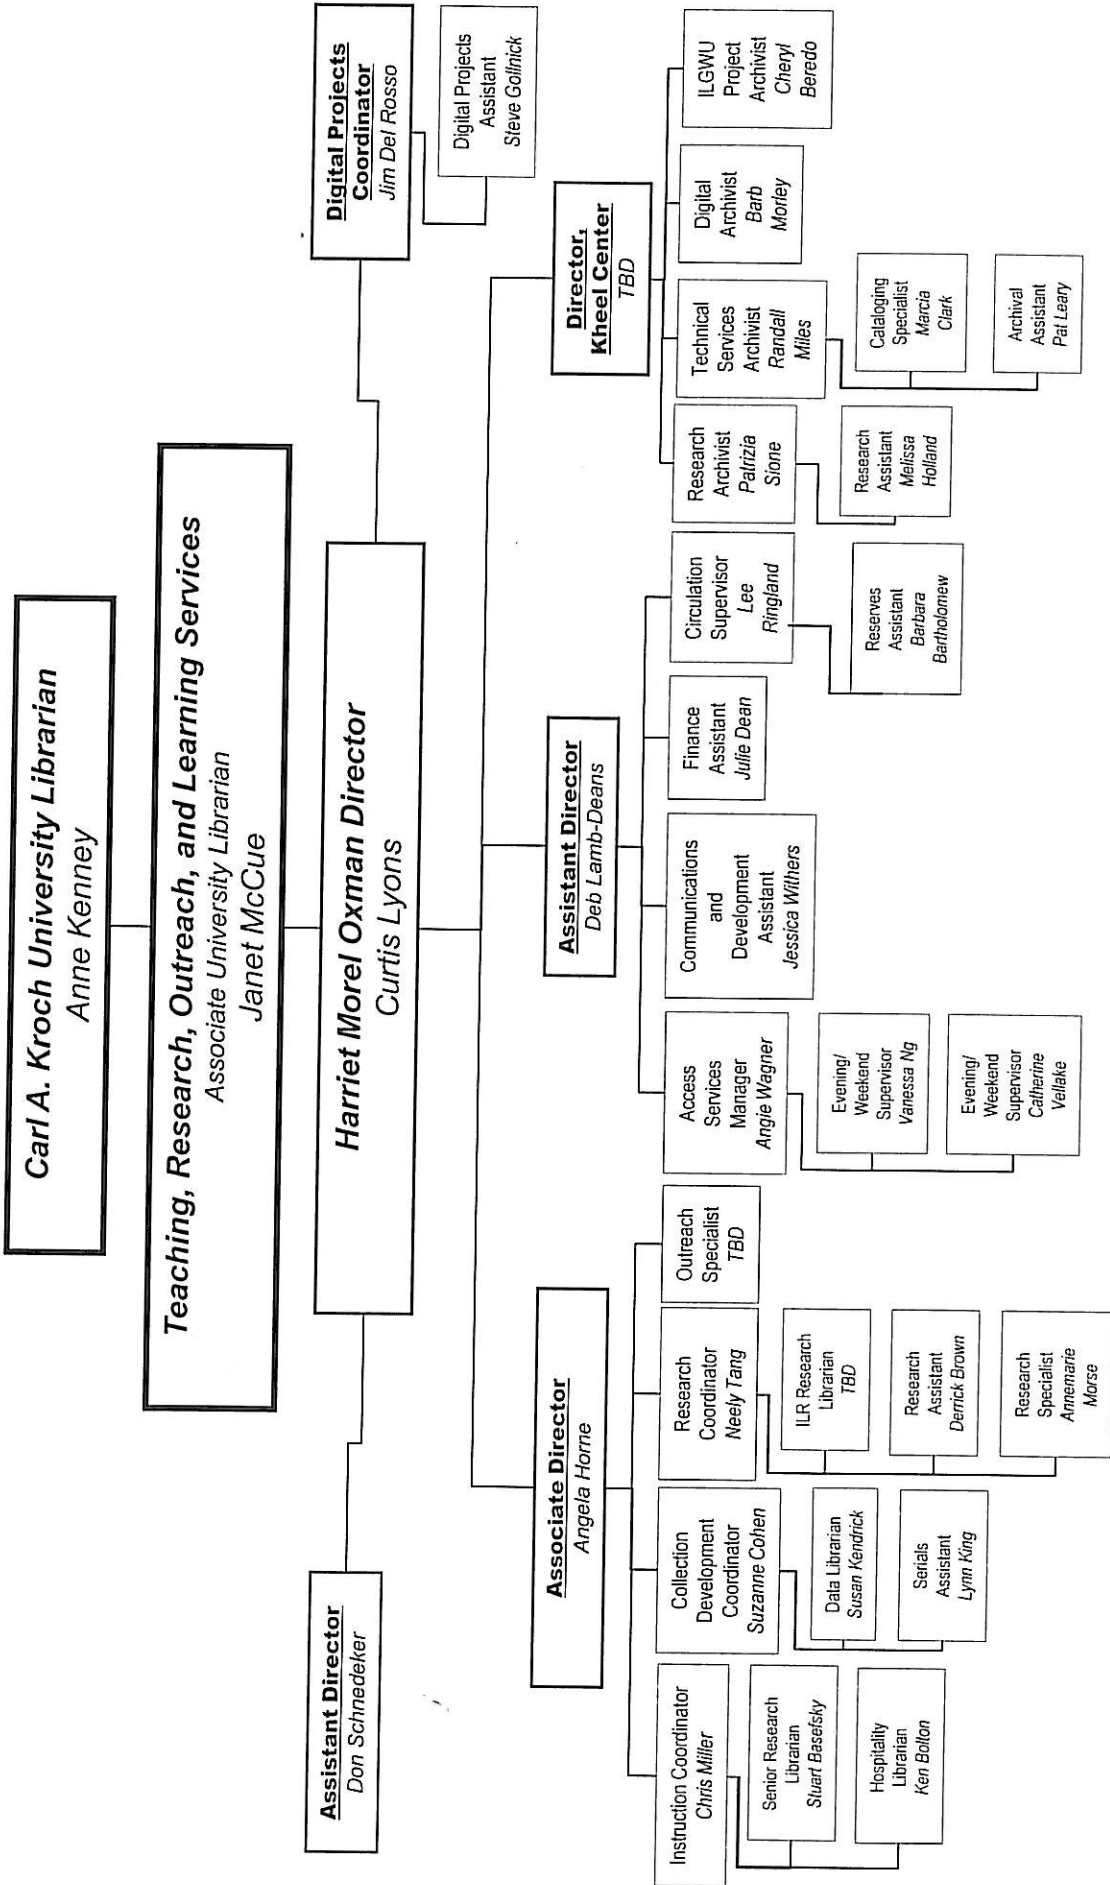 Carl A. Kroch University Librarian
Anne Kenney
Teaching, Research, Outreach, and Learning Services
Associate University Librarian
Janet McCue
Harriet Morel Oxman Director
Curtis Lyons
Assistant Director
Don Schnedeker
Digital Projects
Coordinator
Jim Del Rosso
Digital Projects
Assistant
Steve Gollnick
Associate Director
Angela Horne
Instruction Coordinator
Chris Miller
Senior Research
Librarian
Stuart Basefsky
Hospitality
Librarian
Ken Bolton
Collection
Development
Coordinator
Suzanne Cohen
Data Librarian
Susan Kendrick
Serials
Assistant
Lynn King
Research
Coordinator
Neely Tang
ILR Research
Librarian
TBD
Research
Assistant
Derrick Brown
Research
Specialist
Annemarie
Morse
Outreach
Specialist
TBD
Assistant Director
Deb Lamb-Deans
Access
Services
Manager
Angie Wagner
Evening/
Weekend
Supervisor
Vanessa Ng
Evening/
Weekend
Supervisor
Catherine
Vellake
Communications
and
Development
Assistant
Jessica Withers
Finance
Assistant
Julie Dean
Circulation
Supervisor
Lee
Ringland
Reserves
Assistant
Barbara
Bartholomew
Director,
Kheel Center
TBD
Research
Archivist
Patrizia
Sione
Research
Assistant
Melissa
Holland
Technical
Services
Archivist
Randall
Miles
Cataloging
Specialist
Marcia
Clark
Archival
Assistant
Pat Leary
Digital
Archivist
Barb
Morley
ILGWU
Project
Archivist
Cheryl
Beredo